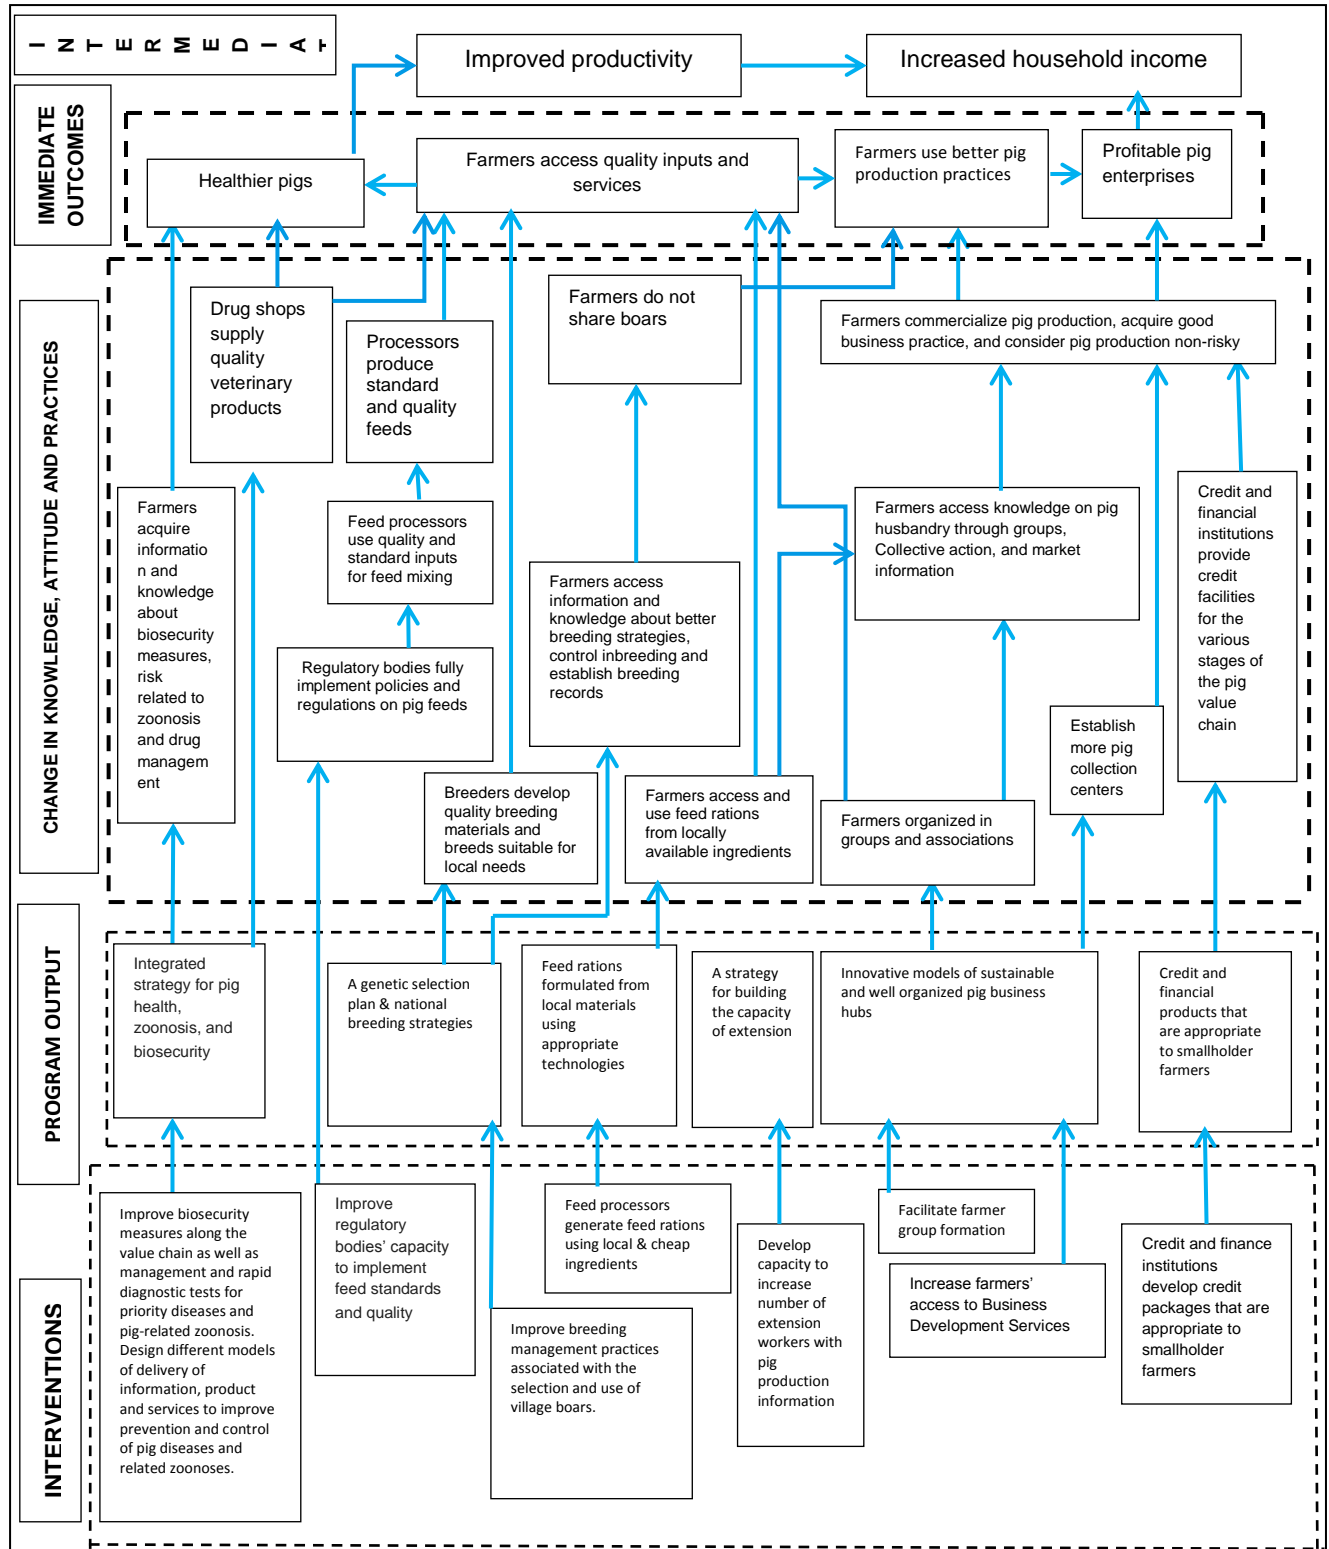 I N T E R M E D I A T
Improved productivity
Increased household income
IMMEDIATE
OUTCOMES
Healthier pigs
Farmers access quality inputs and
services
Farmers use better pig
production practices
Profitable pig
enterprises
CHANGE IN KNOWLEDGE, ATTITUDE AND PRACTICES
Drug shops
supply
quality
veterinary
products
Processors
produce
standard
and quality
feeds
Farmers do not
share boars
Farmers commercialize pig production, acquire good
business practice, and consider pig production non-risky
Farmers
acquire
informatio
n and
knowledge
about
biosecurity
measures,
risk
related to
zoonosis
and drug
managem
ent
Feed processors
use quality and
standard inputs
for feed mixing
Regulatory bodies fully
implement policies and
regulations on pig feeds
Farmers access
information and
knowledge about better
breeding strategies,
control inbreeding and
establish breeding
records
Farmers access knowledge on pig
husbandry through groups,
Collective action, and market
information
Credit and
financial
institutions
provide
credit
facilities
for the
various
stages of
the pig
value
chain
Establish
more pig
collection
centers
Breeders develop
quality breeding
materials and
breeds suitable for
local needs
Farmers access and
use feed rations
from locally
available ingredients
Farmers organized in
groups and associations
PROGRAM OUTPUT
Integrated
strategy for pig
health,
zoonosis, and
biosecurity
A genetic selection
plan & national
breeding strategies
Feed rations
formulated from
local materials
using
appropriate
technologies
A strategy
for building
the capacity
of extension
Innovative models of sustainable
and well organized pig business
hubs
Credit and
financial
products that
are appropriate
to smallholder
farmers
INTERVENTIONS
Improve biosecurity
measures along the
value chain as well as
management and rapid
diagnostic tests for
priority diseases and
pig-related zoonosis.
Design different models
of delivery of
information, product
and services to improve
prevention and control
of pig diseases and
related zoonoses.
Improve
regulatory
bodies’ capacity
to implement
feed standards
and quality
Improve breeding
management practices
associated with the
selection and use of
village boars.
Feed processors
generate feed rations
using local & cheap
ingredients
Develop
capacity to
increase
number of
extension
workers with
pig
production
information
Facilitate farmer
group formation
Increase farmers’
access to Business
Development Services
Credit and finance
institutions
develop credit
packages that are
appropriate to
smallholder
farmers